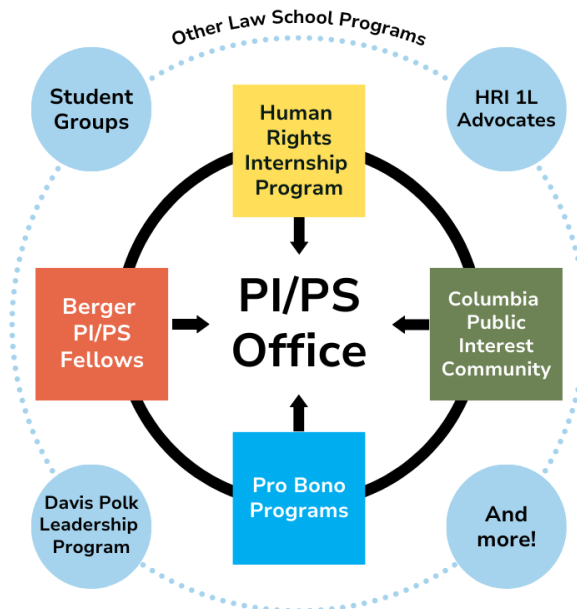 Other Law School Programs
Student
Groups
HRI 1L
Advocates
Human
Rights
Internship
Program
Berger
PI/PS
Fellows
PI/PS
Office
Columbia
Public
Interest
Community
Pro Bono
Programs
Davis Polk
Leadership
Program
And
more!